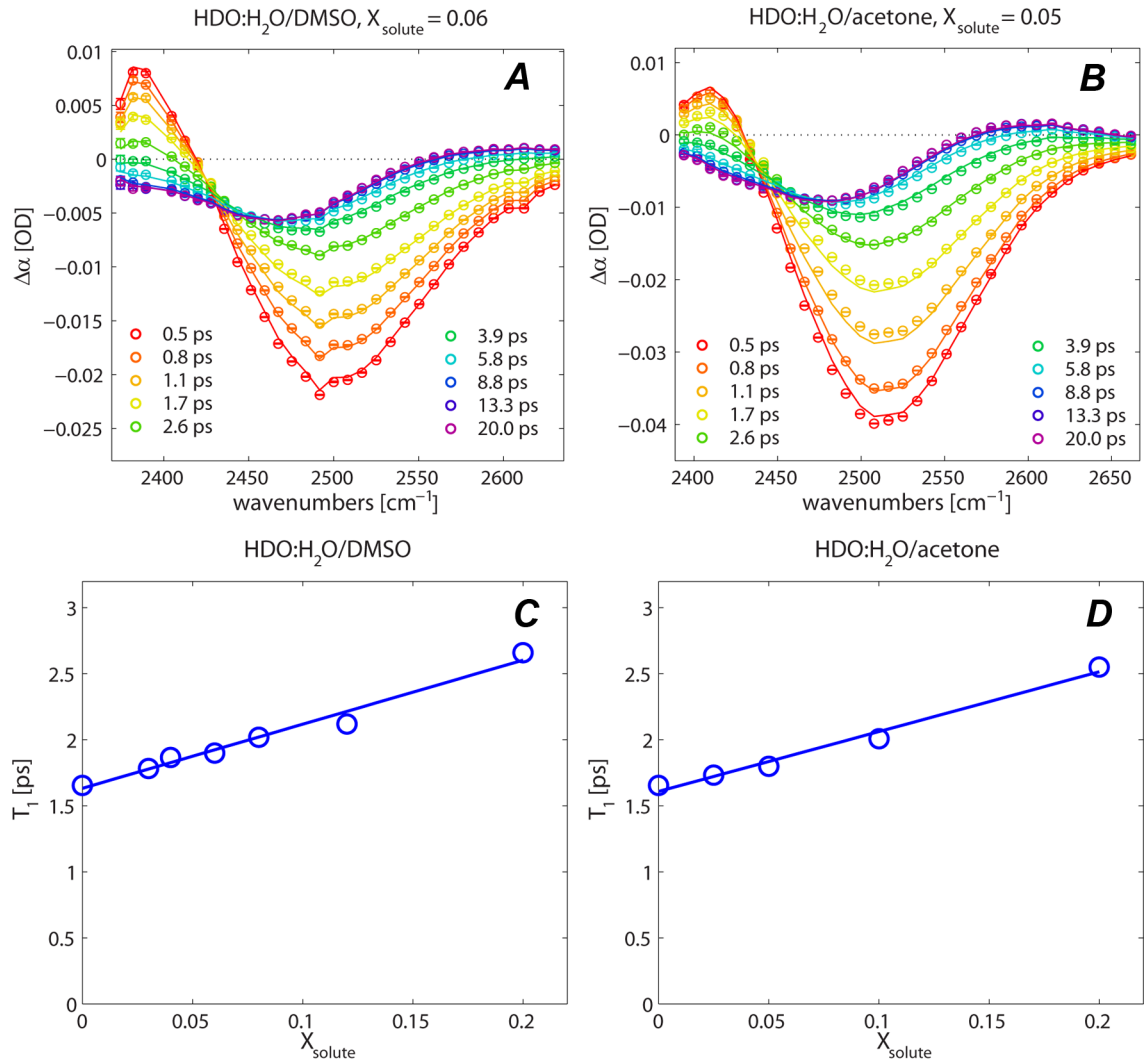 HDO:H₂O/DMSO, X_solute = 0.06
A
Δα [OD]
0.01
0.005
0
−0.005
−0.01
−0.015
−0.02
−0.025
0.5 ps
0.8 ps
1.1 ps
1.7 ps
2.6 ps
3.9 ps
5.8 ps
8.8 ps
13.3 ps
20.0 ps
2400
2450
2500
2550
2600
wavenumbers [cm⁻¹]
HDO:H₂O/acetone, X_solute = 0.05
B
Δα [OD]
0.01
0
−0.01
−0.02
−0.03
−0.04
0.5 ps
0.8 ps
1.1 ps
1.7 ps
2.6 ps
3.9 ps
5.8 ps
8.8 ps
13.3 ps
20.0 ps
2400
2450
2500
2550
2600
2650
wavenumbers [cm⁻¹]
HDO:H₂O/DMSO
C
T₁ [ps]
3
2.5
2
1.5
1
0.5
0
0
0.05
0.1
0.15
0.2
X_solute
HDO:H₂O/acetone
D
T₁ [ps]
3
2.5
2
1.5
1
0.5
0
0
0.05
0.1
0.15
0.2
X_solute